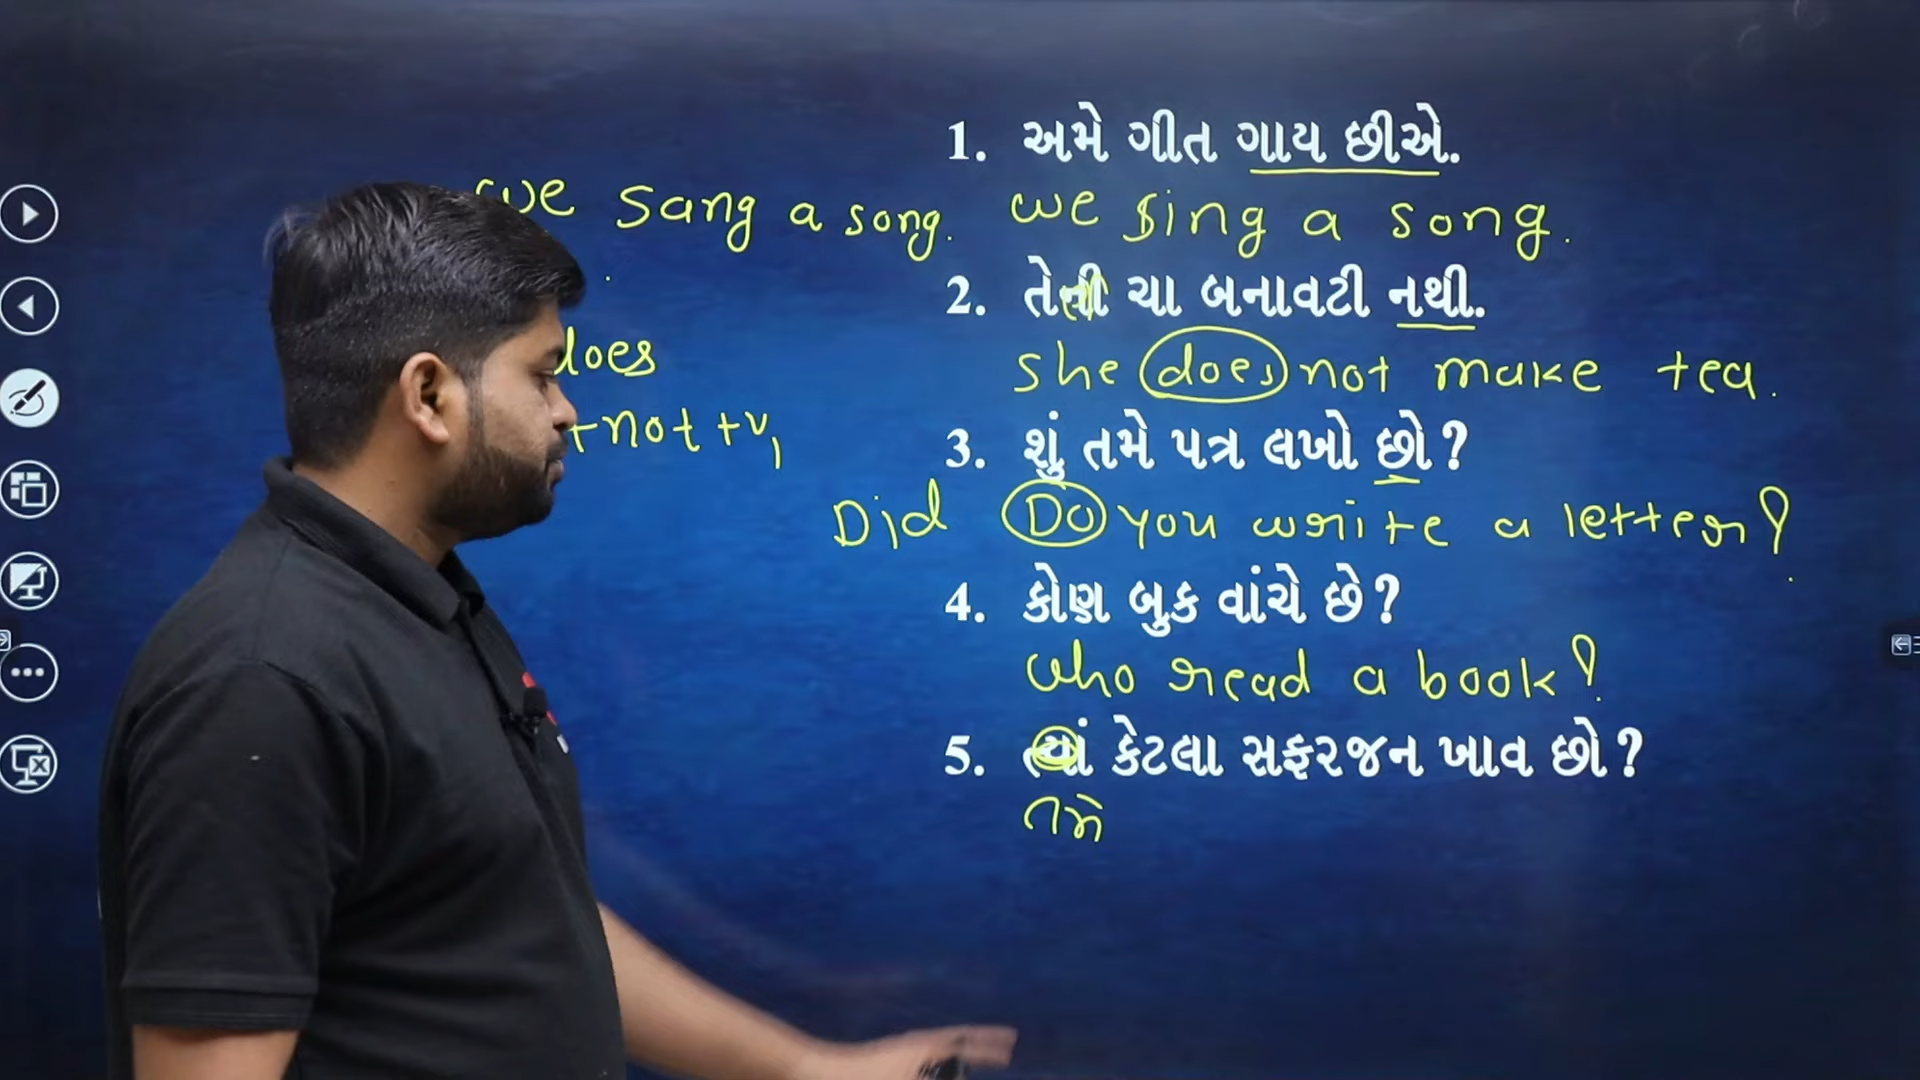 1. અમે ગીત ગાય છીએ.
we sang a song. we sing a song.
2. તેની ચા બનાવટી નથી.
does
she does not make tea.
+not +v1
3. શું તમે પત્ર લખો છો?
Did Do you write a letter?
4. કોણ બુક વાંચે છે?
who read a book?
5. ત્યાં કેટલા સફરજન ખાવ છો?
તમે